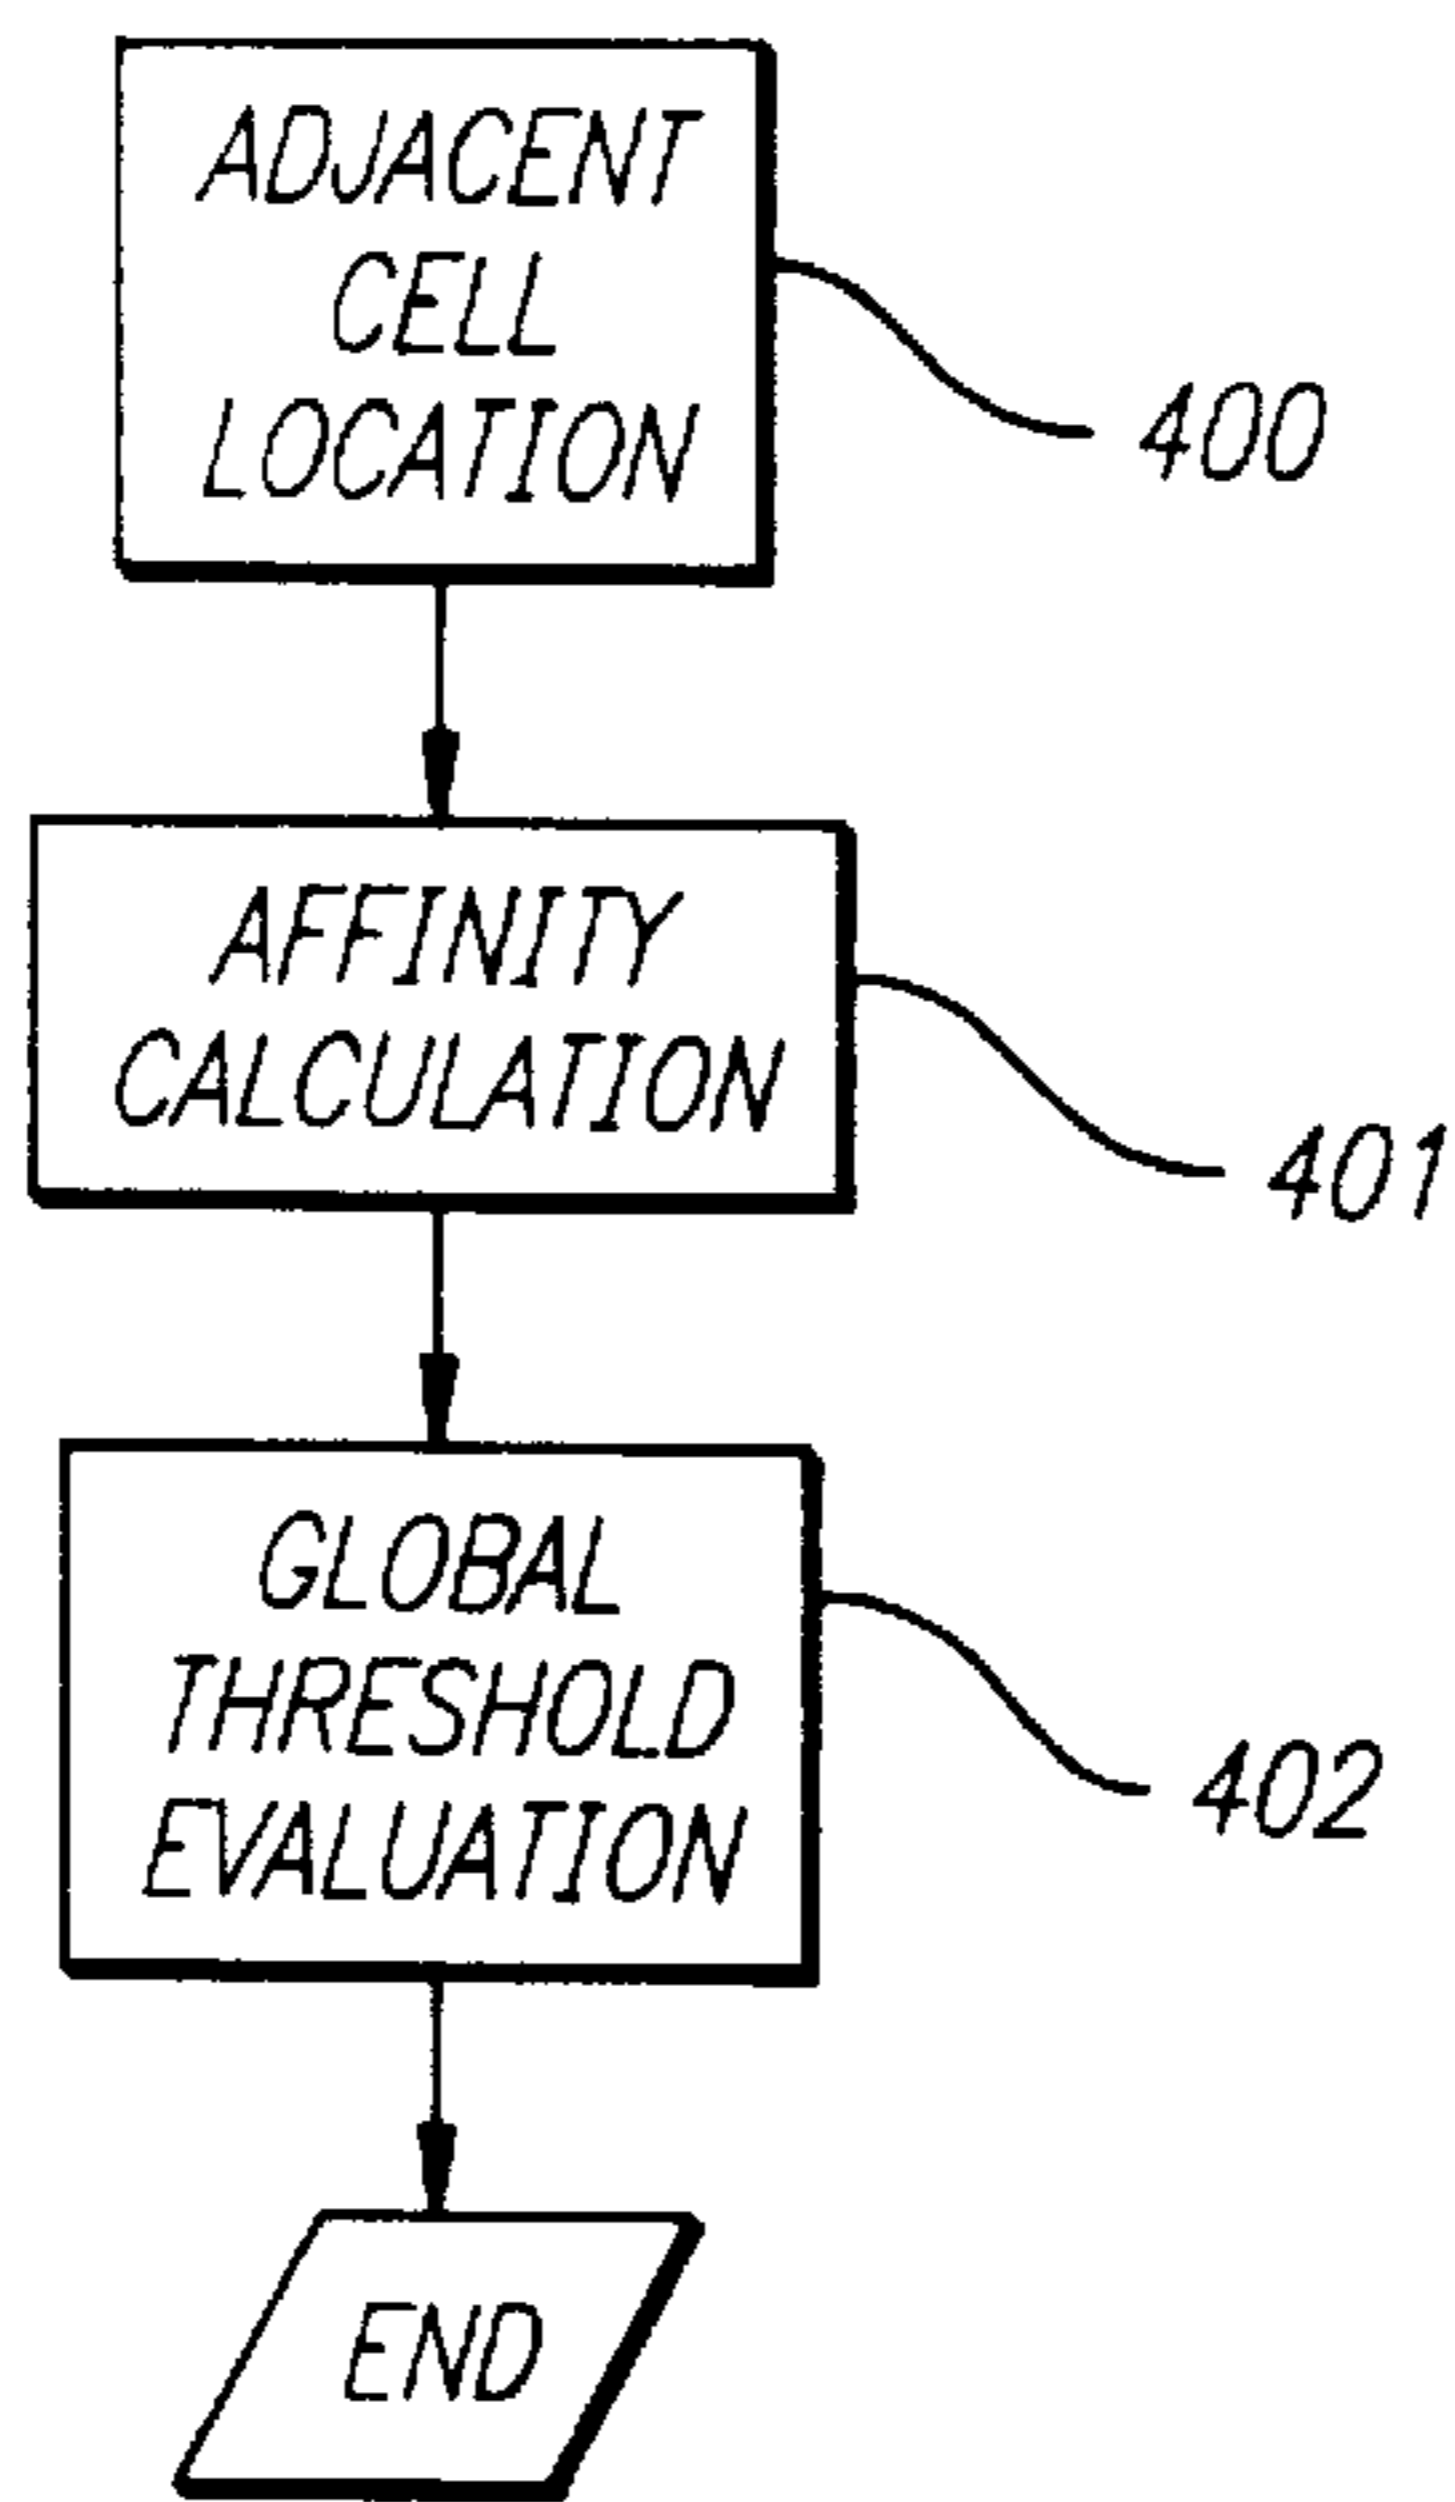 ADJACENT
CELL
LOCATION
400
AFFINITY
CALCULATION
401
GLOBAL
THRESHOLD
EVALUATION
402
END